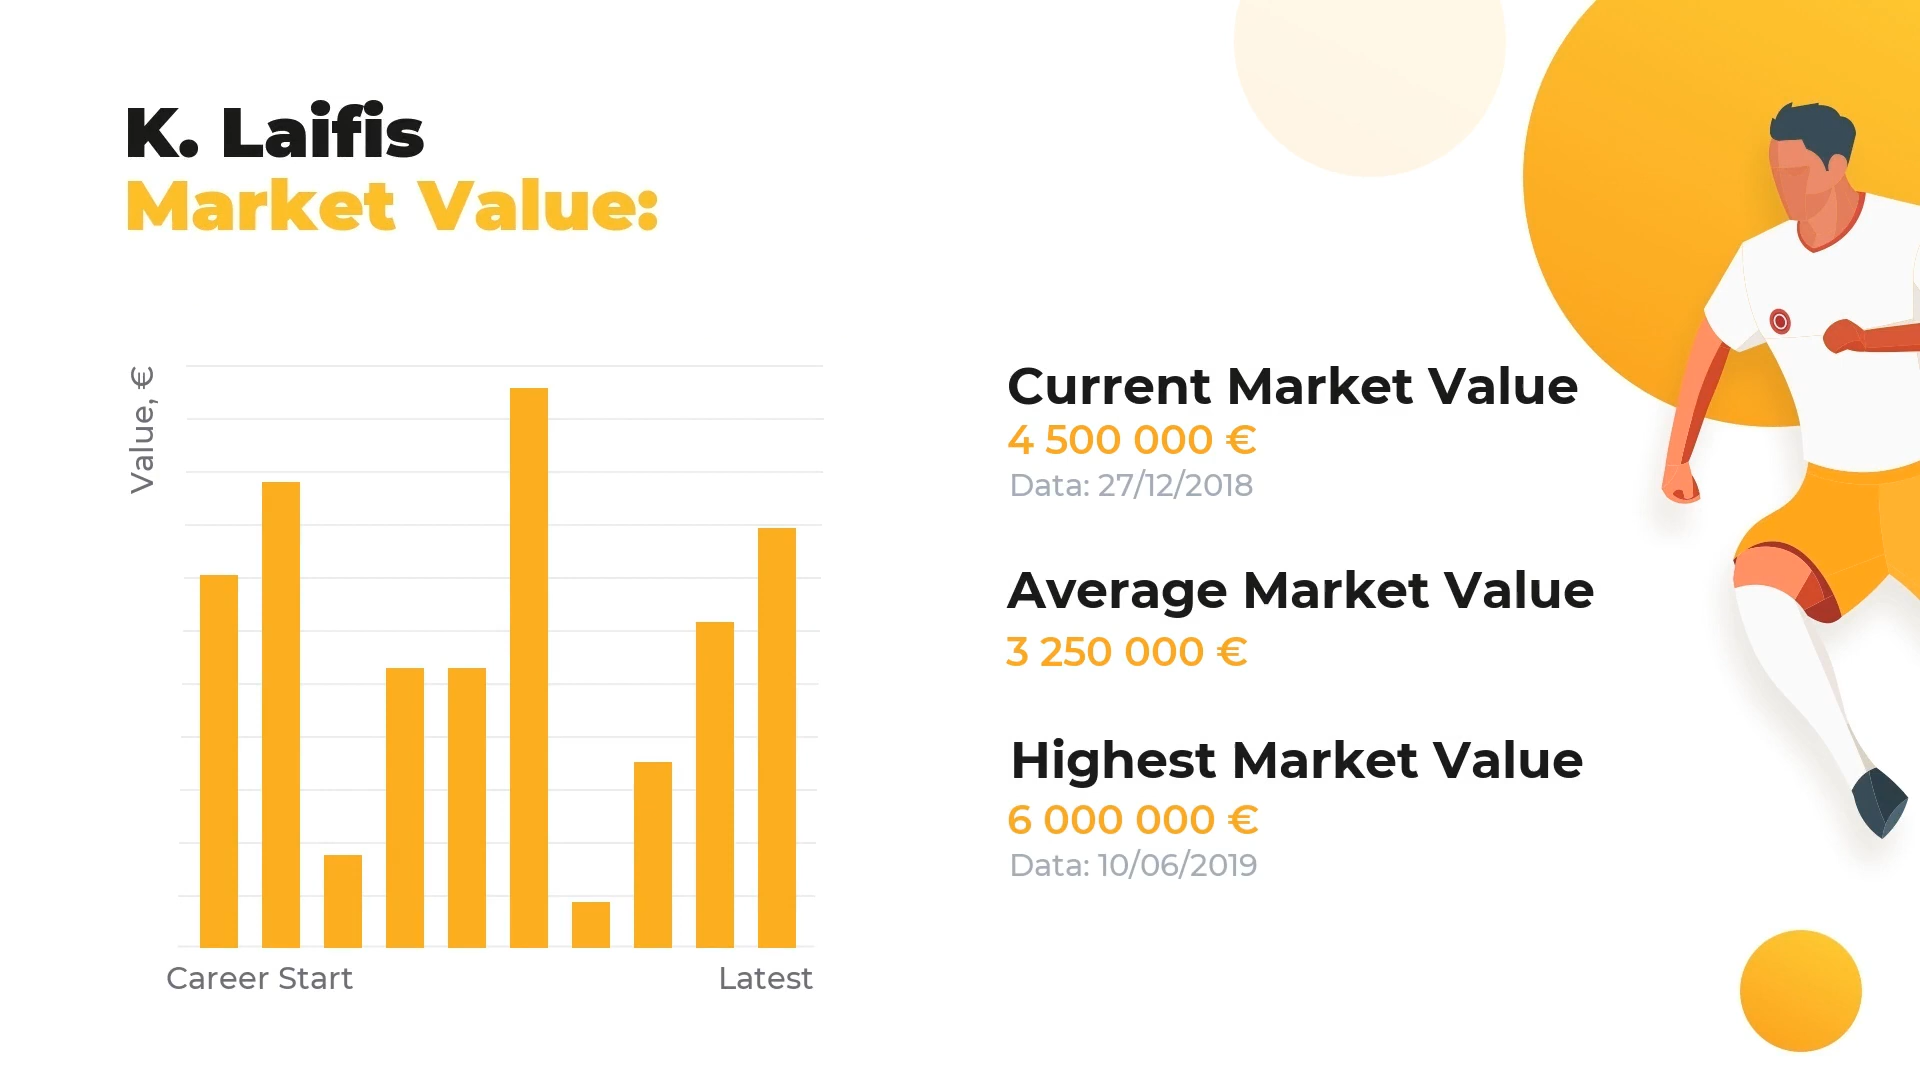 K. Laifis
Market Value:
Value, €
Career Start
Latest
Current Market Value
4 500 000 €
Data: 27/12/2018
Average Market Value
3 250 000 €
Highest Market Value
6 000 000 €
Data: 10/06/2019